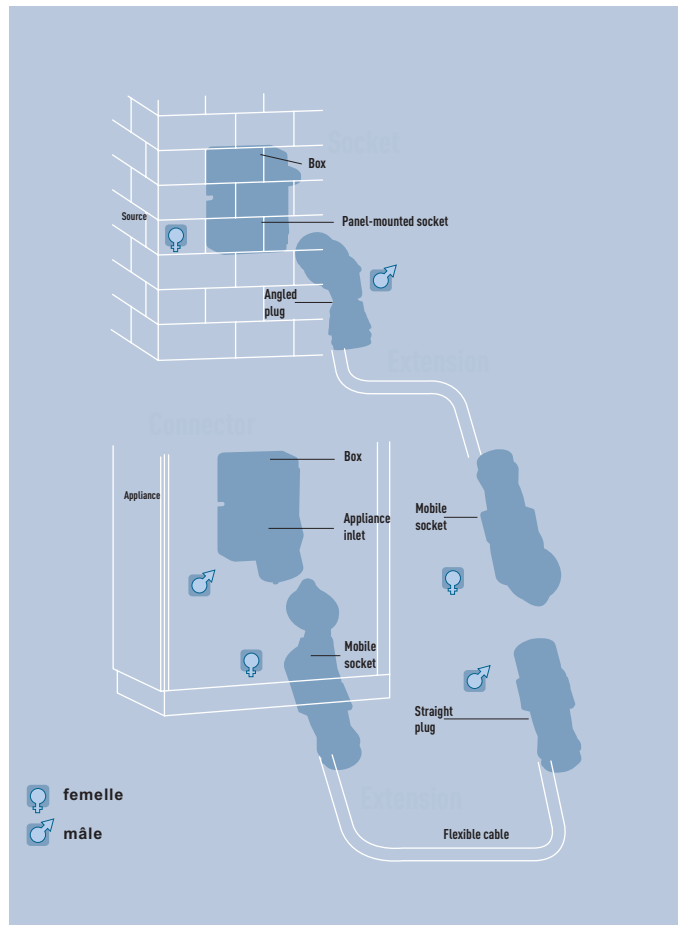 Socket
Box
Source
Panel-mounted socket
Angled
plug
Extension
Connector
Box
Appliance
Appliance
inlet
Mobile
socket
Mobile
socket
Straight
plug
femelle
Extension
mâle
Flexible cable